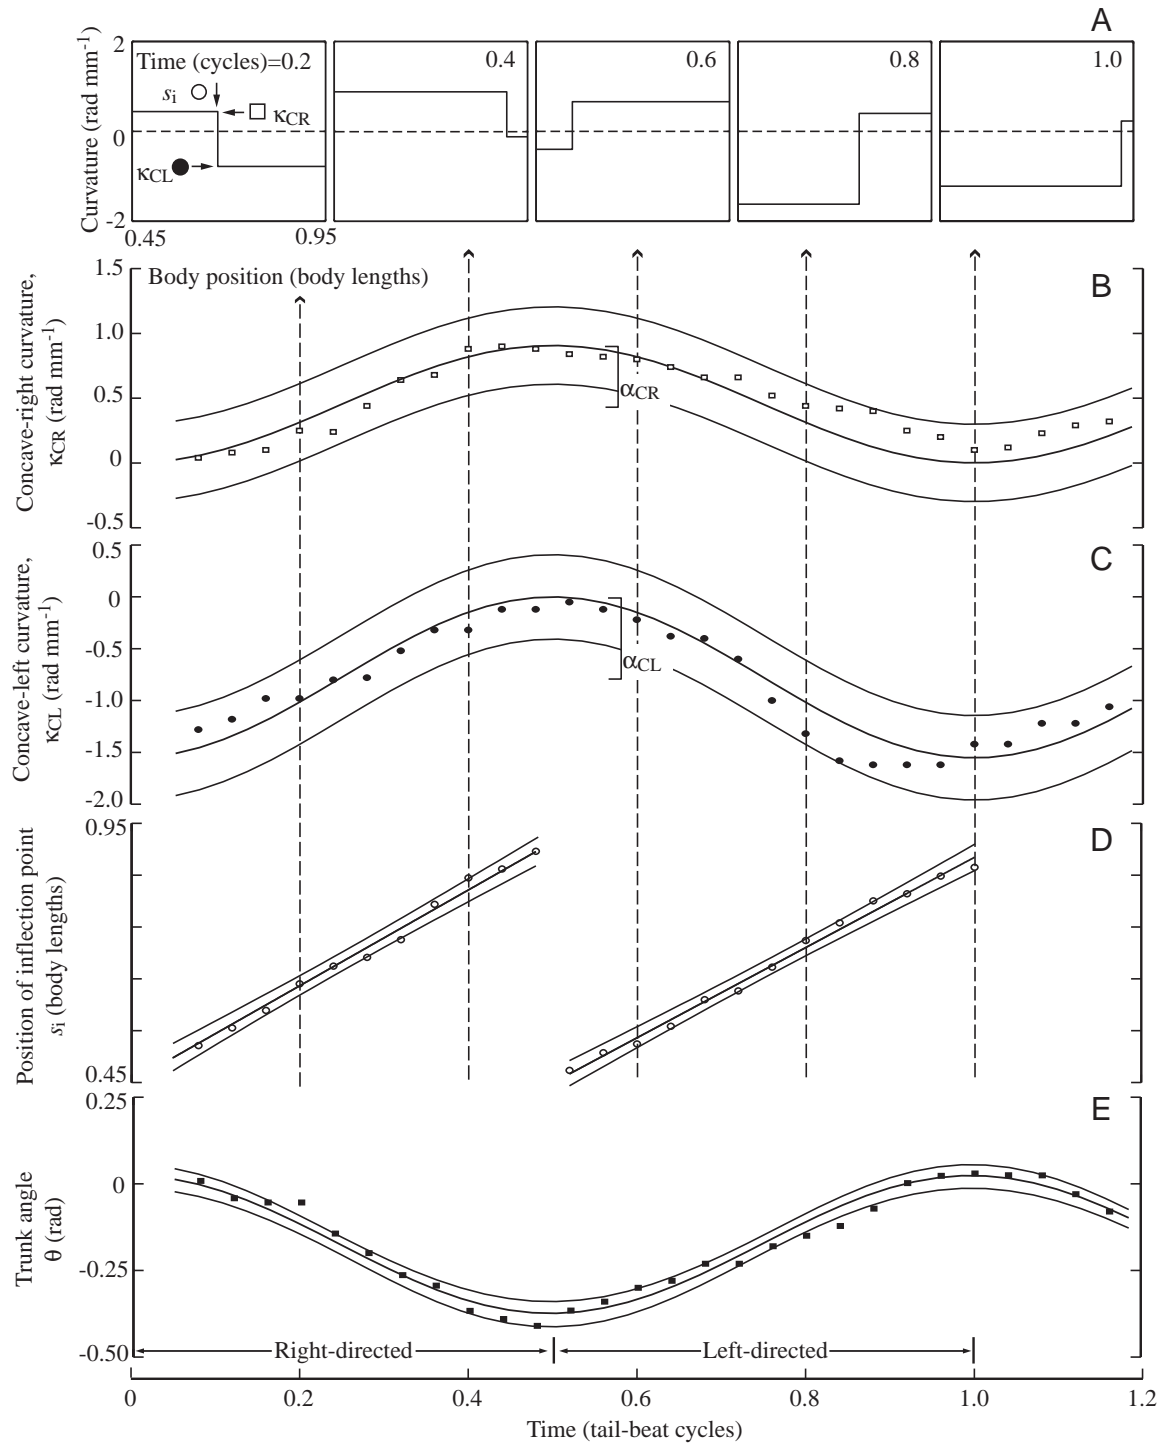 A
Curvature (rad mm-1)
2
0
-2
Time (cycles)=0.2
0.4
0.6
0.8
1.0
si
κCR
κCL
0.45
0.95
Body position (body lengths)
B
Concave-right curvature,
κCR (rad mm-1)
1.5
1.0
0.5
0
-0.5
αCR
C
Concave-left curvature,
κCL (rad mm-1)
0.5
0
-0.5
-1.0
-1.5
-2.0
αCL
D
Position of inflection point
si (body lengths)
0.95
0.45
E
Trunk angle
θ (rad)
0.25
0
-0.25
-0.50
Right-directed
Left-directed
0
0.2
0.4
0.6
0.8
1.0
1.2
Time (tail-beat cycles)